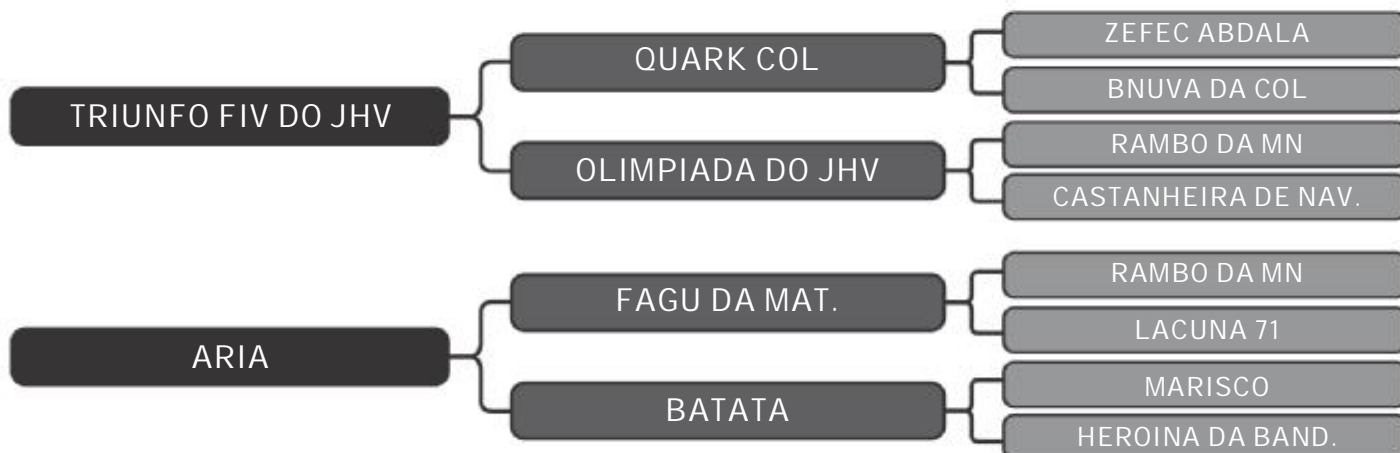 TRIUNFO FIV DO JHV
QUARK COL
ZEFEC ABDALA
BNUVA DA COL
OLIMPIADA DO JHV
RAMBO DA MN
CASTANHEIRA DE NAV.
ARIA
FAGU DA MAT.
RAMBO DA MN
LACUNA 71
BATATA
MARISCO
HEROINA DA BAND.